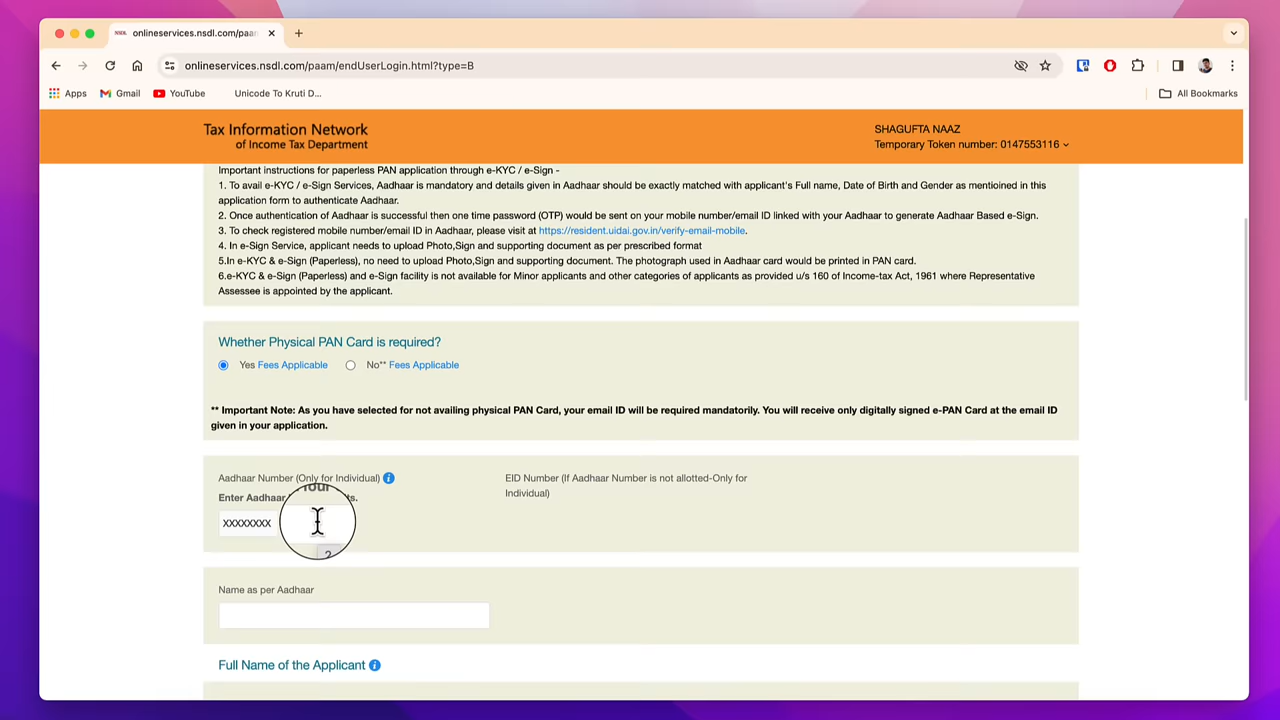 onlineservices.nsdl.com/paa
onlineservices.nsdl.com/paam/endUserLogin.html?type=B
Apps Gmail YouTube Unicode To Kruti D... All Bookmarks
Tax Information Network
of Income Tax Department
SHAGUFTA NAAZ
Temporary Token number: 0147553116
Important instructions for paperless PAN application through e-KYC / e-Sign -
1. To avail e-KYC / e-Sign Services, Aadhaar is mandatory and details given in Aadhaar should be exactly matched with applicant's Full name, Date of Birth and Gender as mentioined in this
application form to authenticate Aadhaar.
2. Once authentication of Aadhaar is successful then one time password (OTP) would be sent on your mobile number/email ID linked with your Aadhaar to generate Aadhaar Based e-Sign.
3. To check registered mobile number/email ID in Aadhaar, please visit at https://resident.uidai.gov.in/verify-email-mobile.
4. In e-Sign Service, applicant needs to upload Photo,Sign and supporting document as per prescribed format
5.In e-KYC & e-Sign (Paperless), no need to upload Photo,Sign and supporting document. The photograph used in Aadhaar card would be printed in PAN card.
6.e-KYC & e-Sign (Paperless) and e-Sign facility is not available for Minor applicants and other categories of applicants as provided u/s 160 of Income-tax Act, 1961 where Representative
Assessee is appointed by the applicant.
Whether Physical PAN Card is required?
Yes Fees Applicable No** Fees Applicable
** Important Note: As you have selected for not availing physical PAN Card, your email ID will be required mandatorily. You will receive only digitally signed e-PAN Card at the email ID
given in your application.
Aadhaar Number (Only for Individual)
EID Number (If Aadhaar Number is not allotted-Only for
Individual)
Enter Aadhaar
XXXXXXXX
Name as per Aadhaar
Full Name of the Applicant